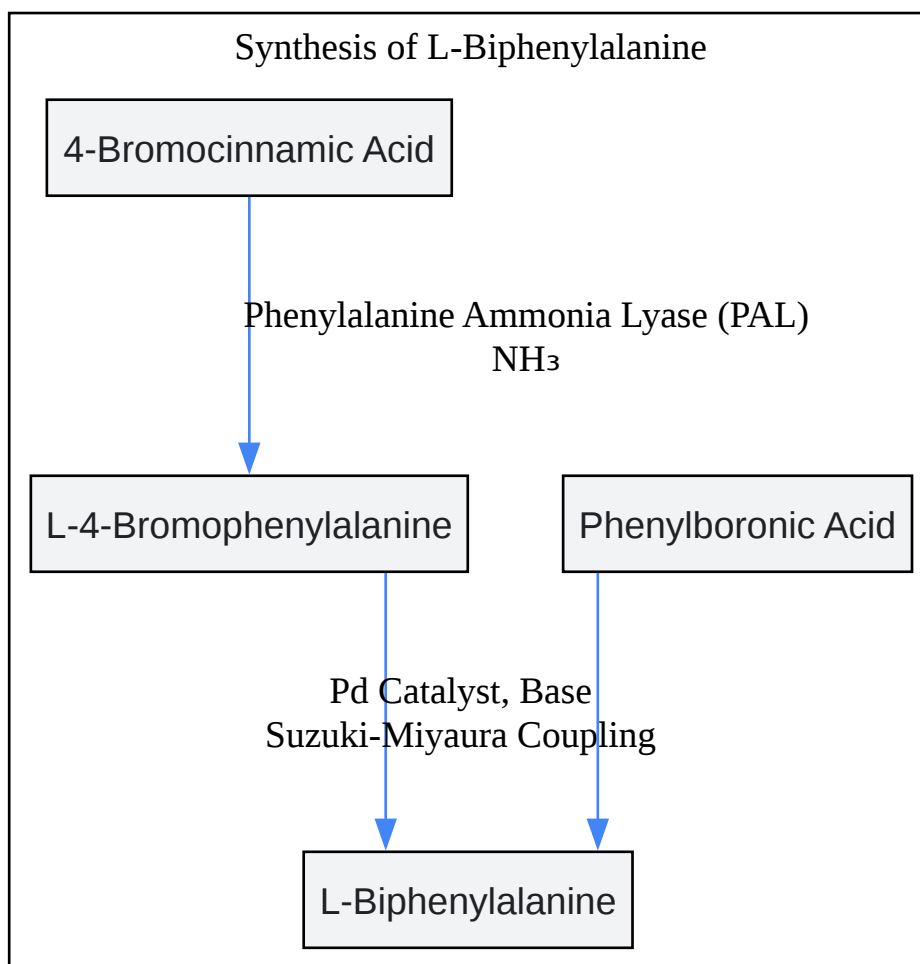 Synthesis of L-Biphenylalanine
4-Bromocinnamic Acid
Phenylalanine Ammonia Lyase (PAL)
NH₃
L-4-Bromophenylalanine
Phenylboronic Acid
Pd Catalyst, Base
Suzuki-Miyaura Coupling
L-Biphenylalanine